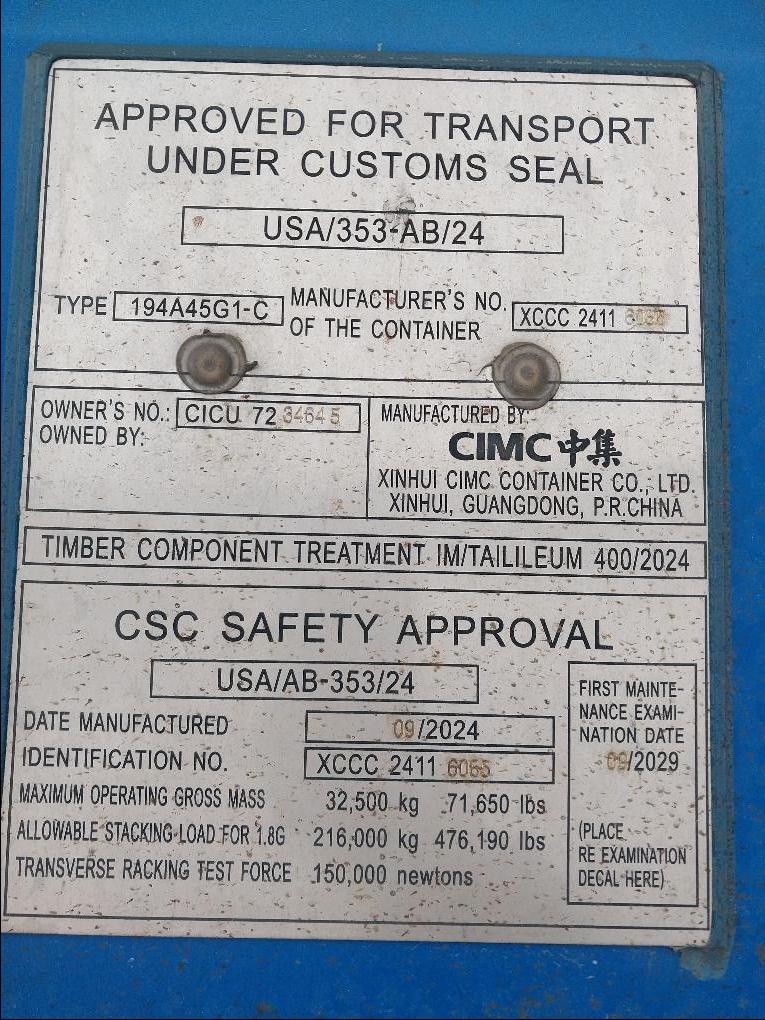 APPROVED FOR TRANSPORT
UNDER CUSTOMS SEAL
USA/353-AB/24
TYPE 194A45G1-C MANUFACTURER'S NO.
OF THE CONTAINER XCCC 2411
OWNER'S NO.: CICU 72 34645
OWNED BY:
MANUFACTURED BY:
CIMC 中集
XINHUI CIMC CONTAINER CO., LTD.
XINHUI, GUANGDONG, P.R.CHINA
TIMBER COMPONENT TREATMENT IM/TAILILEUM 400/2024
CSC SAFETY APPROVAL
USA/AB-353/24
DATE MANUFACTURED 09/2024
IDENTIFICATION NO. XCCC 2411 6065
MAXIMUM OPERATING GROSS MASS 32,500 kg 71,650 lbs
ALLOWABLE STACKING LOAD FOR 1.8G 216,000 kg 476,190 lbs
TRANSVERSE RACKING TEST FORCE 150,000 newtons
FIRST MAINTE-
NANCE EXAMI-
NATION DATE
09/2029
(PLACE
RE EXAMINATION
DECAL HERE)